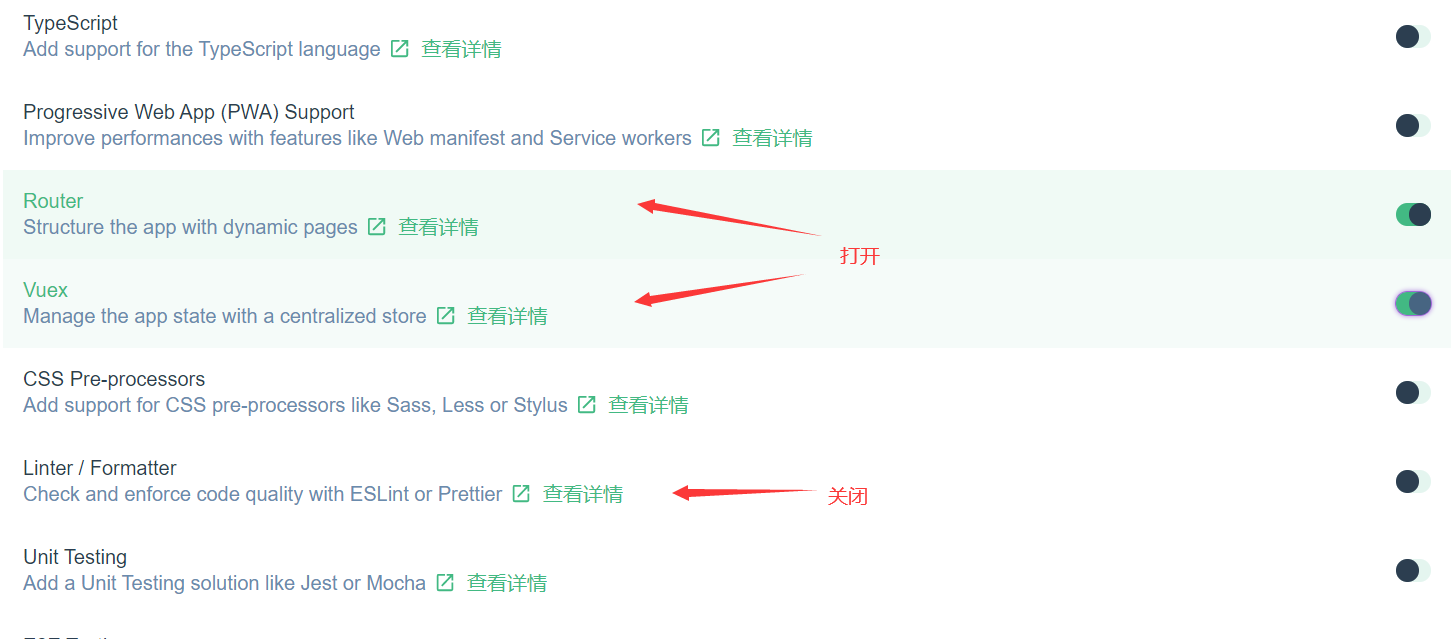 TypeScript
Add support for the TypeScript language 查看详情
Progressive Web App (PWA) Support
Improve performances with features like Web manifest and Service workers 查看详情
Router
Structure the app with dynamic pages 查看详情
打开
Vuex
Manage the app state with a centralized store 查看详情
CSS Pre-processors
Add support for CSS pre-processors like Sass, Less or Stylus 查看详情
Linter / Formatter
Check and enforce code quality with ESLint or Prettier 查看详情
关闭
Unit Testing
Add a Unit Testing solution like Jest or Mocha 查看详情